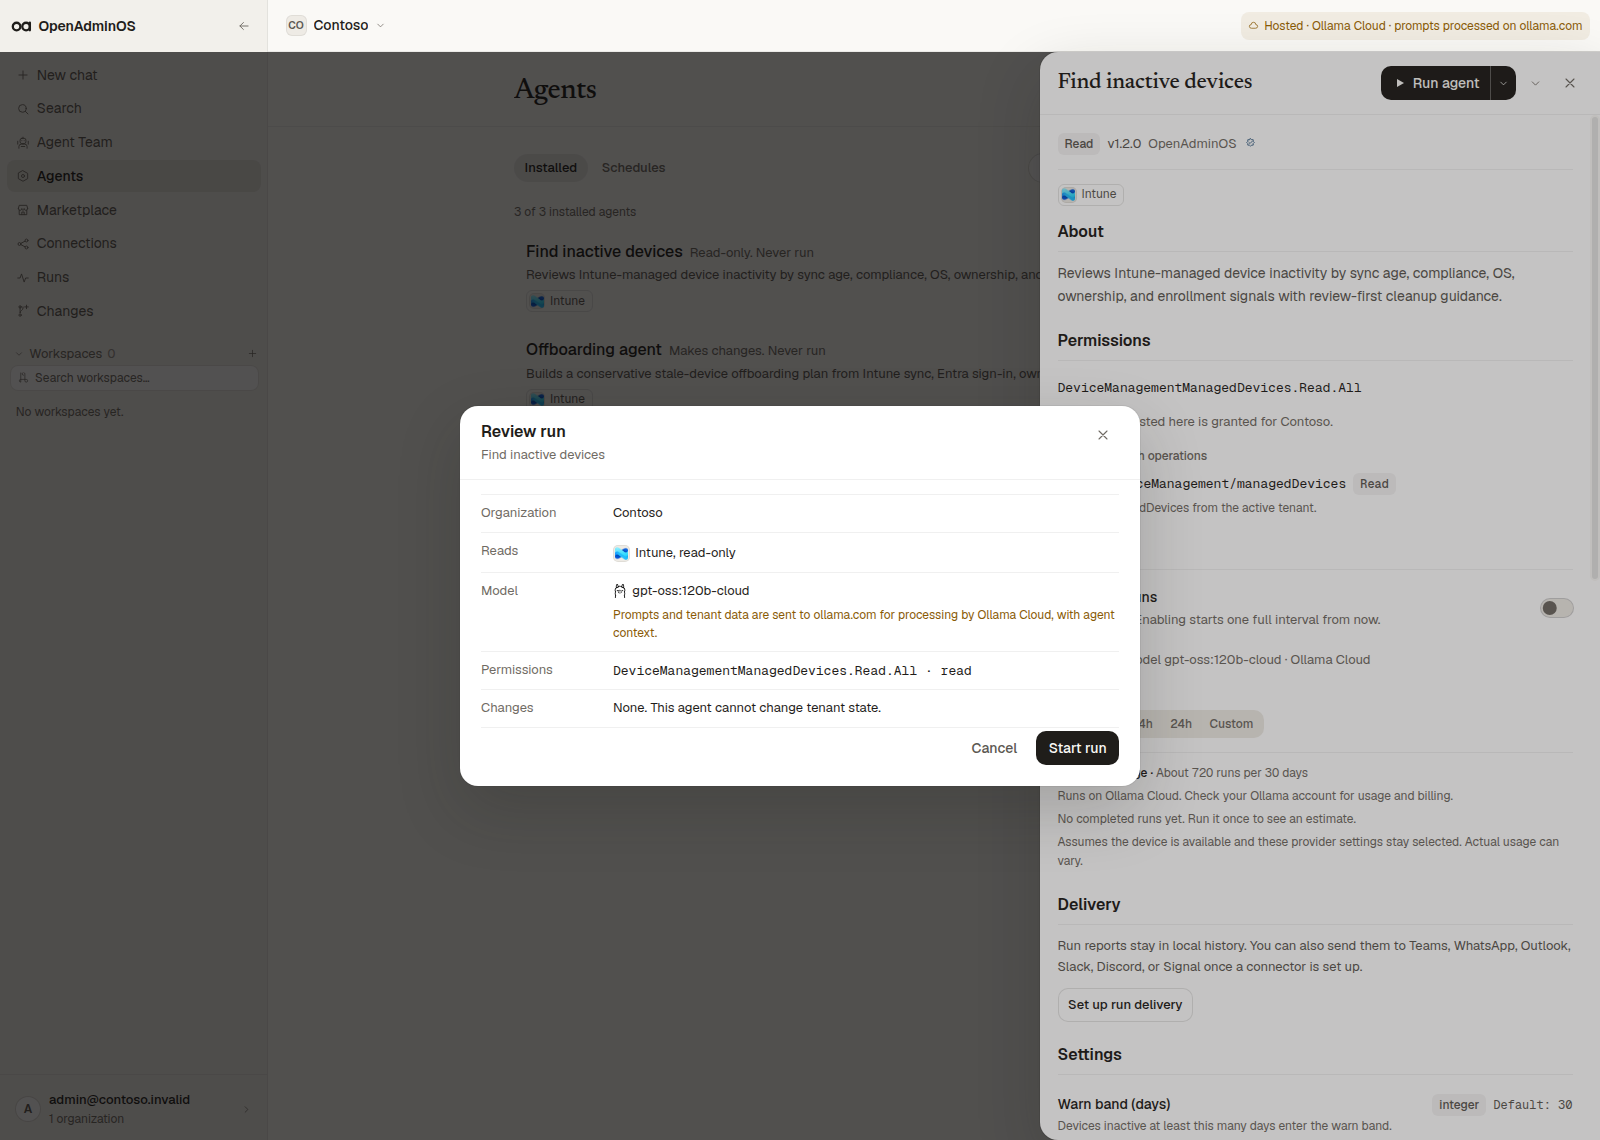 OpenAdminOS
CO Contoso
Hosted · Ollama Cloud · prompts processed on ollama.com
New chat
Search
Agent Team
Agents
Marketplace
Connections
Runs
Changes
Workspaces 0
Search workspaces...
No workspaces yet.
A
admin@contoso.invalid
1 organization
Agents
Installed Schedules
3 of 3 installed agents
Find inactive devices Read-only. Never run
Reviews Intune-managed device inactivity by sync age, compliance, OS, ownership, and
Intune
Offboarding agent Makes changes. Never run
Builds a conservative stale-device offboarding plan from Intune sync, Entra sign-in, own
Intune
Find inactive devices
Run agent
Read v1.2.0 OpenAdminOS
Intune
About
Reviews Intune-managed device inactivity by sync age, compliance, OS,
ownership, and enrollment signals with review-first cleanup guidance.
Permissions
DeviceManagementManagedDevices.Read.All
sted here is granted for Contoso.
h operations
ceManagement/managedDevices Read
dDevices from the active tenant.
ns
Enabling starts one full interval from now.
del gpt-oss:120b-cloud · Ollama Cloud
4h 24h Custom
ge · About 720 runs per 30 days
Runs on Ollama Cloud. Check your Ollama account for usage and billing.
No completed runs yet. Run it once to see an estimate.
Assumes the device is available and these provider settings stay selected. Actual usage can
vary.
Delivery
Run reports stay in local history. You can also send them to Teams, WhatsApp, Outlook,
Slack, Discord, or Signal once a connector is set up.
Set up run delivery
Settings
Warn band (days) integer Default: 30
Devices inactive at least this many days enter the warn band.
Review run
Find inactive devices
Organization Contoso
Reads Intune, read-only
Model gpt-oss:120b-cloud
Prompts and tenant data are sent to ollama.com for processing by Ollama Cloud, with agent
context.
Permissions DeviceManagementManagedDevices.Read.All · read
Changes None. This agent cannot change tenant state.
Cancel Start run